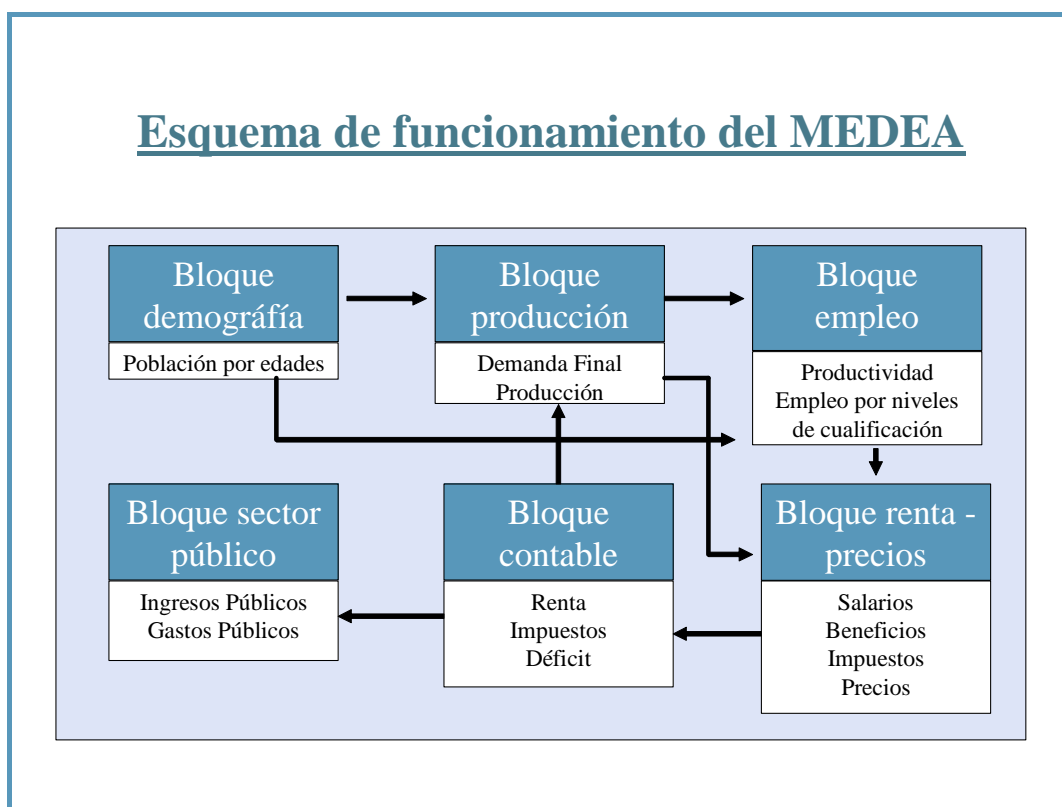 Esquema de funcionamiento del MEDEA
Bloque
demográfía
Población por edades
Bloque
producción
Demanda Final
Producción
Bloque
empleo
Productividad
Empleo por niveles
de cualificación
Bloque sector
público
Ingresos Públicos
Gastos Públicos
Bloque
contable
Renta
Impuestos
Déficit
Bloque renta -
precios
Salarios
Beneficios
Impuestos
Precios